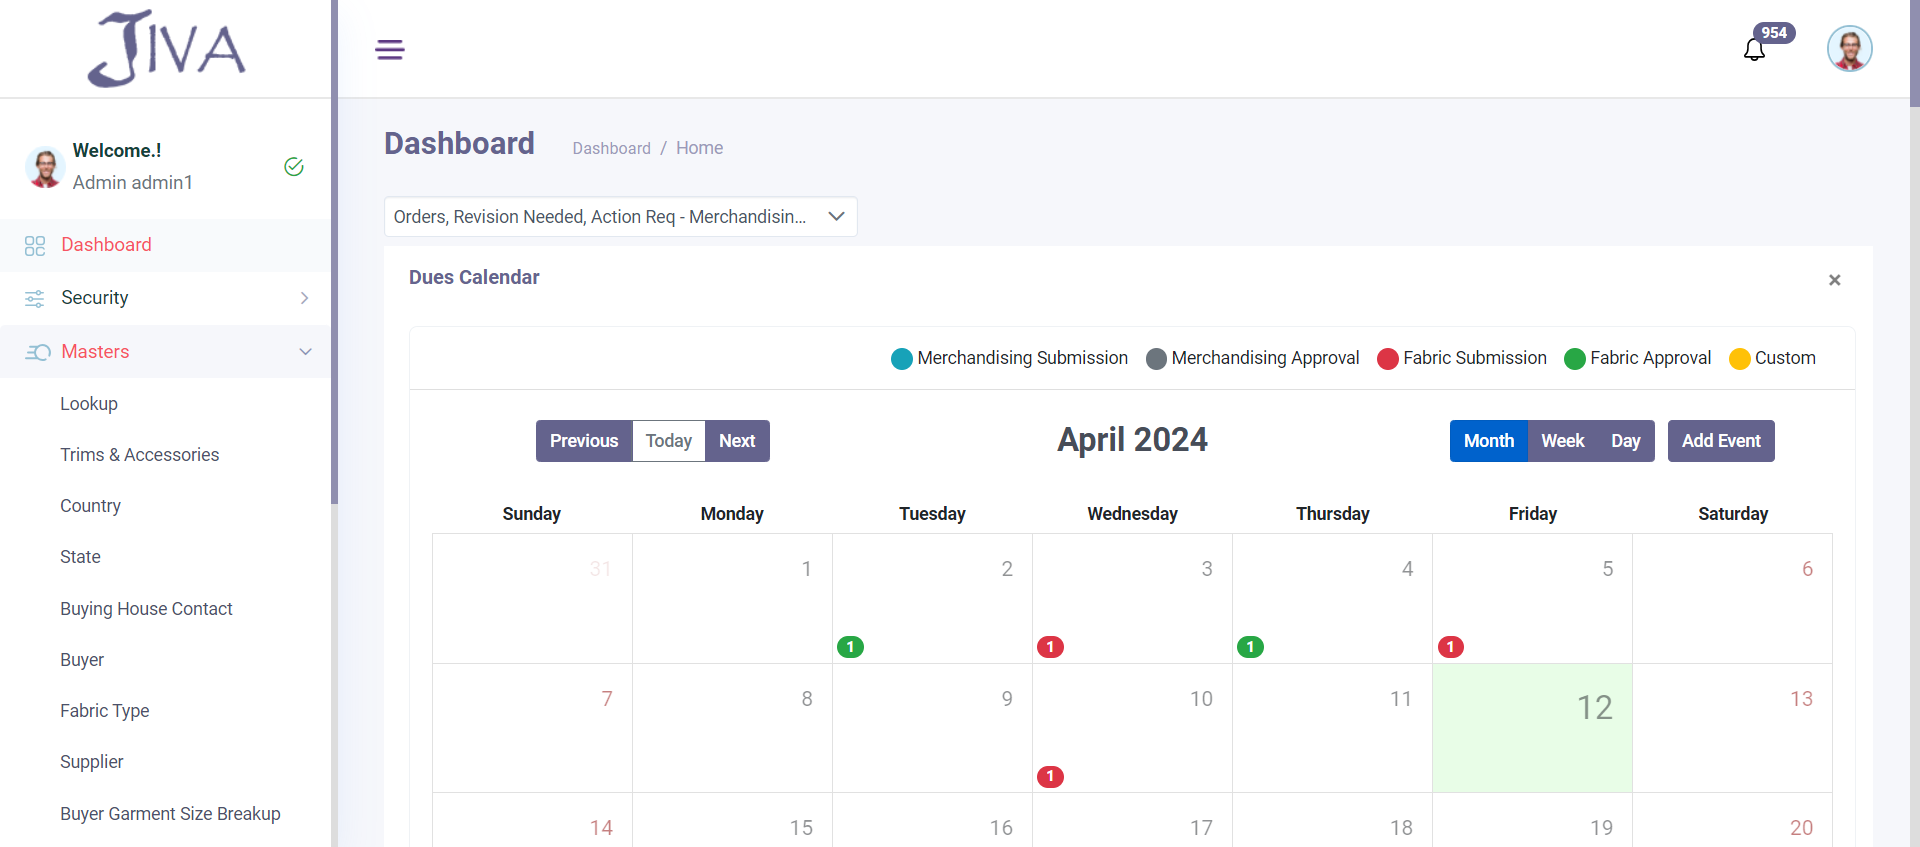 JIVA
954
Welcome.!
Admin admin1
Dashboard
Security
Masters
Lookup
Trims & Accessories
Country
State
Buying House Contact
Buyer
Fabric Type
Supplier
Buyer Garment Size Breakup
Dashboard
Dashboard / Home
Orders, Revision Needed, Action Req - Merchandisin...
Dues Calendar
×
Merchandising Submission Merchandising Approval Fabric Submission Fabric Approval Custom
Previous Today Next
April 2024
Month Week Day Add Event
Sunday Monday Tuesday Wednesday Thursday Friday Saturday
31 1 2 3 4 5 6
1 1 1 1
7 8 9 10 11 12 13
1
14 15 16 17 18 19 20